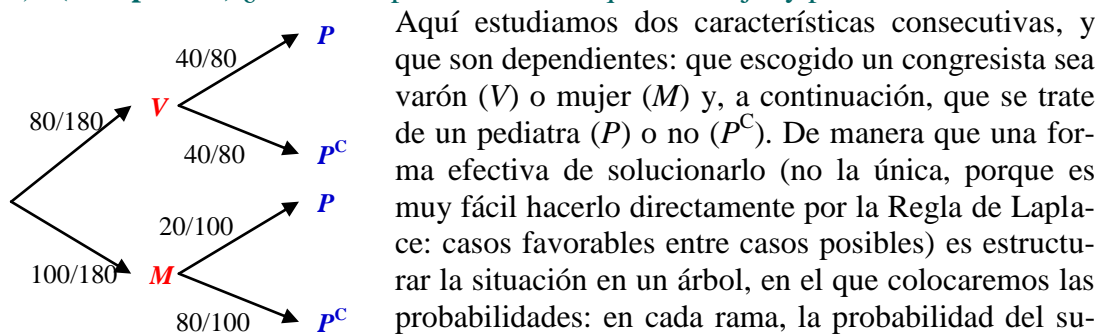 Aquí estudiamos dos características consecutivas, y
que son dependientes: que escogido un congresista sea
varón (V) o mujer (M) y, a continuación, que se trate
de un pediatra (P) o no (P^C). De manera que una for-
ma efectiva de solucionarlo (no la única, porque es
muy fácil hacerlo directamente por la Regla de Lapla-
ce: casos favorables entre casos posibles) es estructu-
rar la situación en un árbol, en el que colocaremos las
probabilidades: en cada rama, la probabilidad del su-
P
40/80
V
80/180
40/80
P^C
P
20/100
100/180
M
80/100
P^C